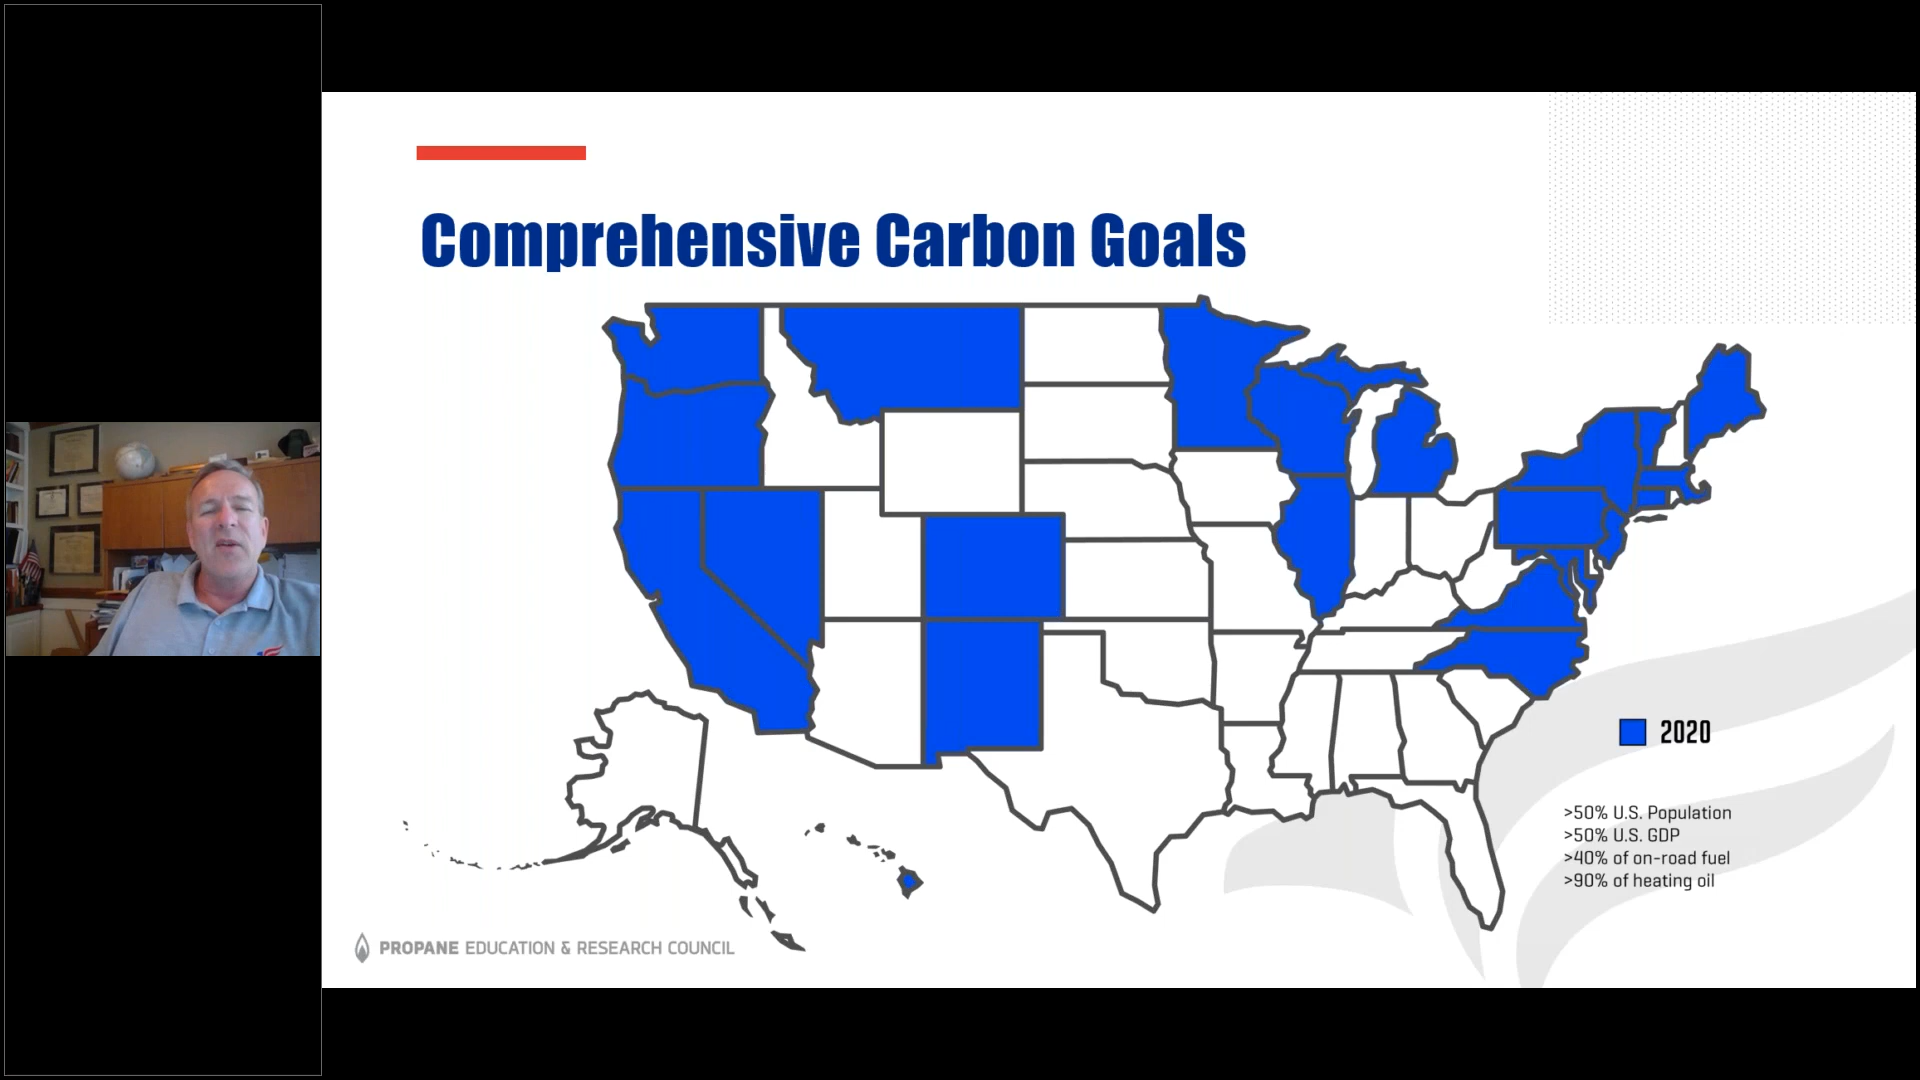 Comprehensive Carbon Goals
2020
>50% U.S. Population
>50% U.S. GDP
>40% of on-road fuel
>90% of heating oil
PROPANE EDUCATION & RESEARCH COUNCIL